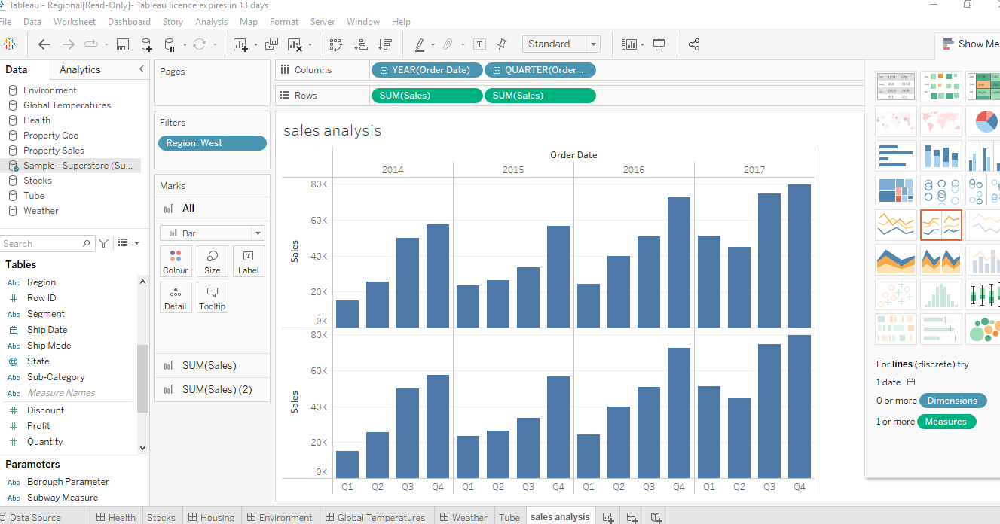 Tableau - Regional[Read-Only]- Tableau licence expires in 13 days
File Data Worksheet Dashboard Story Analysis Map Format Server Window Help
Standard
Show Me
Data Analytics
Environment
Global Temperatures
Health
Property Geo
Property Sales
Sample - Superstore (Su...
Stocks
Tube
Weather
Search
Tables
Abc Region
Row ID
Abc Segment
Ship Date
Abc Ship Mode
State
Abc Sub-Category
Abc Measure Names
Discount
Profit
Quantity
Parameters
Abc Borough Parameter
Abc Subway Measure
Pages
Filters
Region: West
Marks
All
Bar
Colour Size Label
Detail Tooltip
SUM(Sales)
SUM(Sales) (2)
Columns YEAR(Order Date) QUARTER(Order ..
Rows SUM(Sales) SUM(Sales)
sales analysis
Order Date
2014 2015 2016 2017
80K
60K
40K
20K
0K
Sales
80K
60K
40K
20K
0K
Sales
Q1 Q2 Q3 Q4 Q1 Q2 Q3 Q4 Q1 Q2 Q3 Q4 Q1 Q2 Q3 Q4
For lines (discrete) try
1 date
0 or more Dimensions
1 or more Measures
Data Source Health Stocks Housing Environment Global Temperatures Weather Tube sales analysis